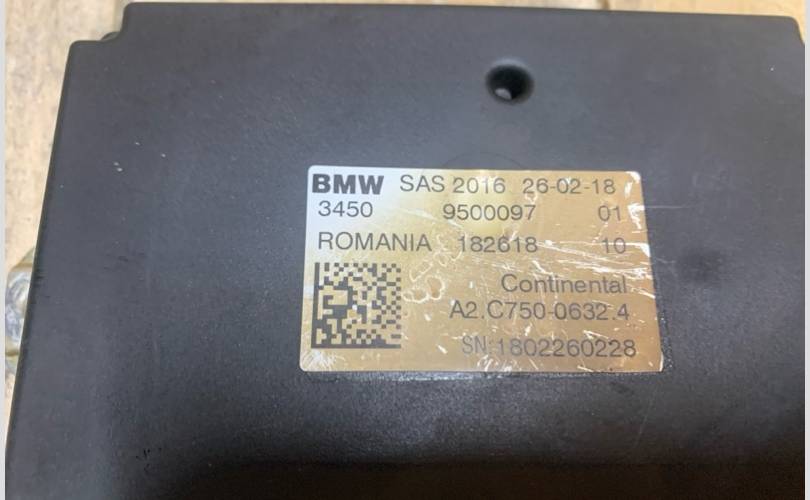 BMW SAS 2016 26-02-18
3450 9500097 01
ROMANIA 182618 10
Continental
A2.C750-0632.4
SN:1802260228